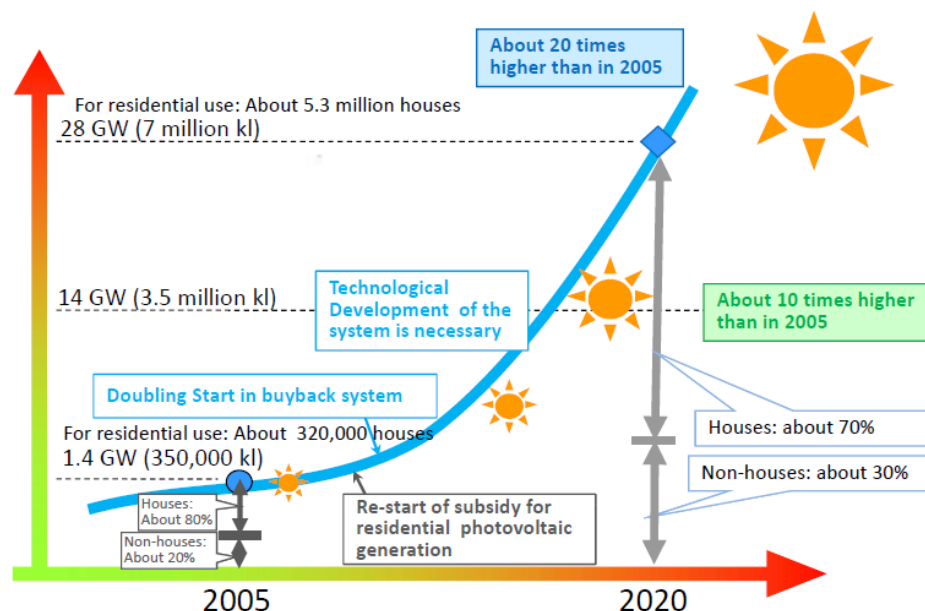 About 20 times
higher than in 2005
For residential use: About 5.3 million houses
28 GW (7 million kl)
14 GW (3.5 million kl)
Technological
Development of the
system is necessary
About 10 times higher
than in 2005
Doubling Start in buyback system
For residential use: About 320,000 houses
1.4 GW (350,000 kl)
Houses: about 70%
Non-houses: about 30%
Houses:
About 80%
Re-start of subsidy for
residential photovoltaic
generation
Non-houses:
About 20%
2005
2020